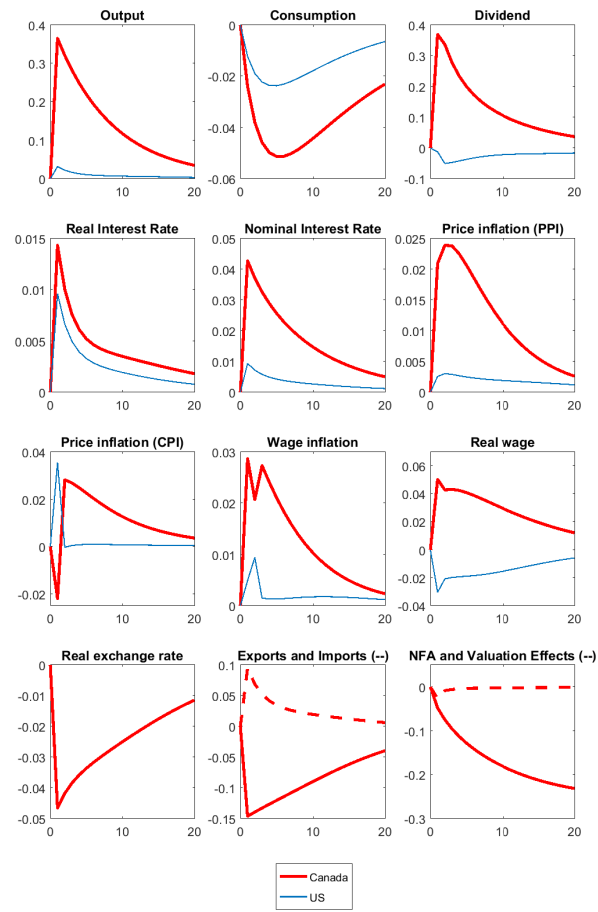 Output Consumption Dividend
0.4 0 0.4
0.3 -0.02 0.3
0.2 0.2
0.1 -0.04 0.1
0
0 -0.06 -0.1
0 10 20 0 10 20 0 10 20
Real Interest Rate Nominal Interest Rate Price inflation (PPI)
0.015 0.05 0.025
0.04 0.02
0.01 0.03 0.015
0.005 0.02 0.01
0.01 0.005
0 0 0
0 10 20 0 10 20 0 10 20
Price inflation (CPI) Wage inflation Real wage
0.04 0.03 0.06
0.02 0.02 0.04
0.02
0 0.01 0
-0.02 -0.02
0 -0.04
0 10 20 0 10 20 0 10 20
Real exchange rate Exports and Imports (--) NFA and Valuation Effects (--)
0 0.1 0
-0.01 0.05
-0.02 0 -0.1
-0.03 -0.05 -0.2
-0.04 -0.1
-0.05 -0.15 -0.3
0 10 20 0 10 20 0 10 20
Canada
US